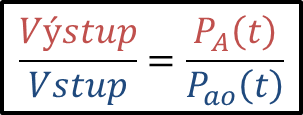 Výstup / Vstup = P_A(t) / P_ao(t)